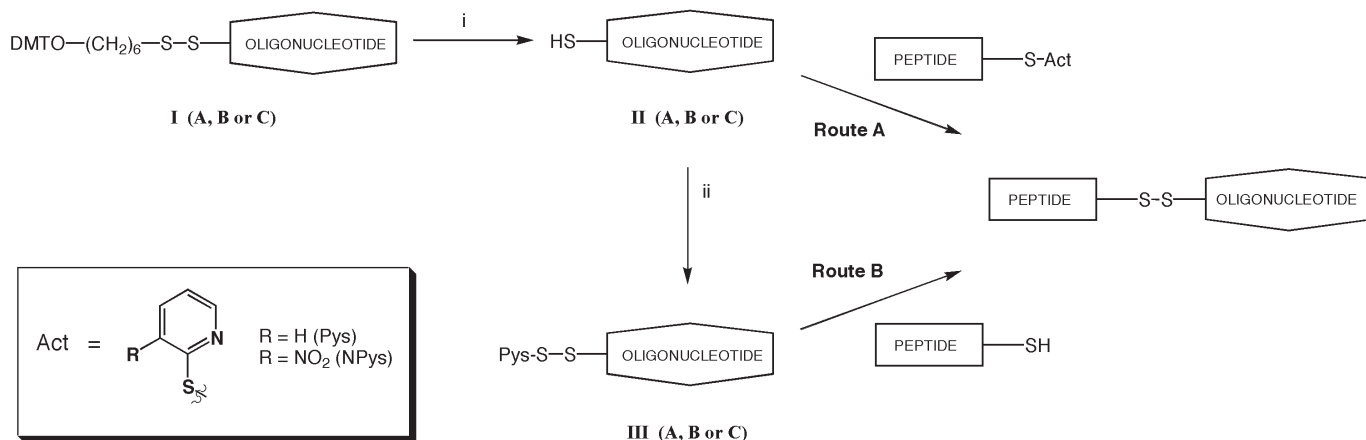 DMTO—(CH₂)₆—S—S—OLIGONUCLEOTIDE
I (A, B or C)
i
HS—OLIGONUCLEOTIDE
II (A, B or C)
PEPTIDE—S-Act
Route A
ii
PEPTIDE—S-S—OLIGONUCLEOTIDE
Route B
PEPTIDE—SH
Pys-S—S—OLIGONUCLEOTIDE
III (A, B or C)
Act =
N
R
S
R = H (Pys)
R = NO₂ (NPys)